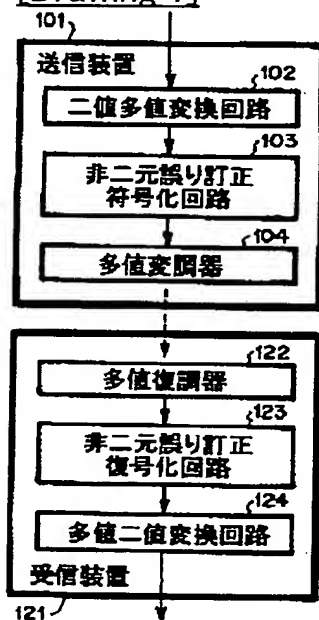 101
送信装置
102
二値多値変換回路
103
非二元誤り訂正
符号化回路
104
多値変調器
122
多値復調器
123
非二元誤り訂正
復号化回路
124
多値二値変換回路
受信装置
121